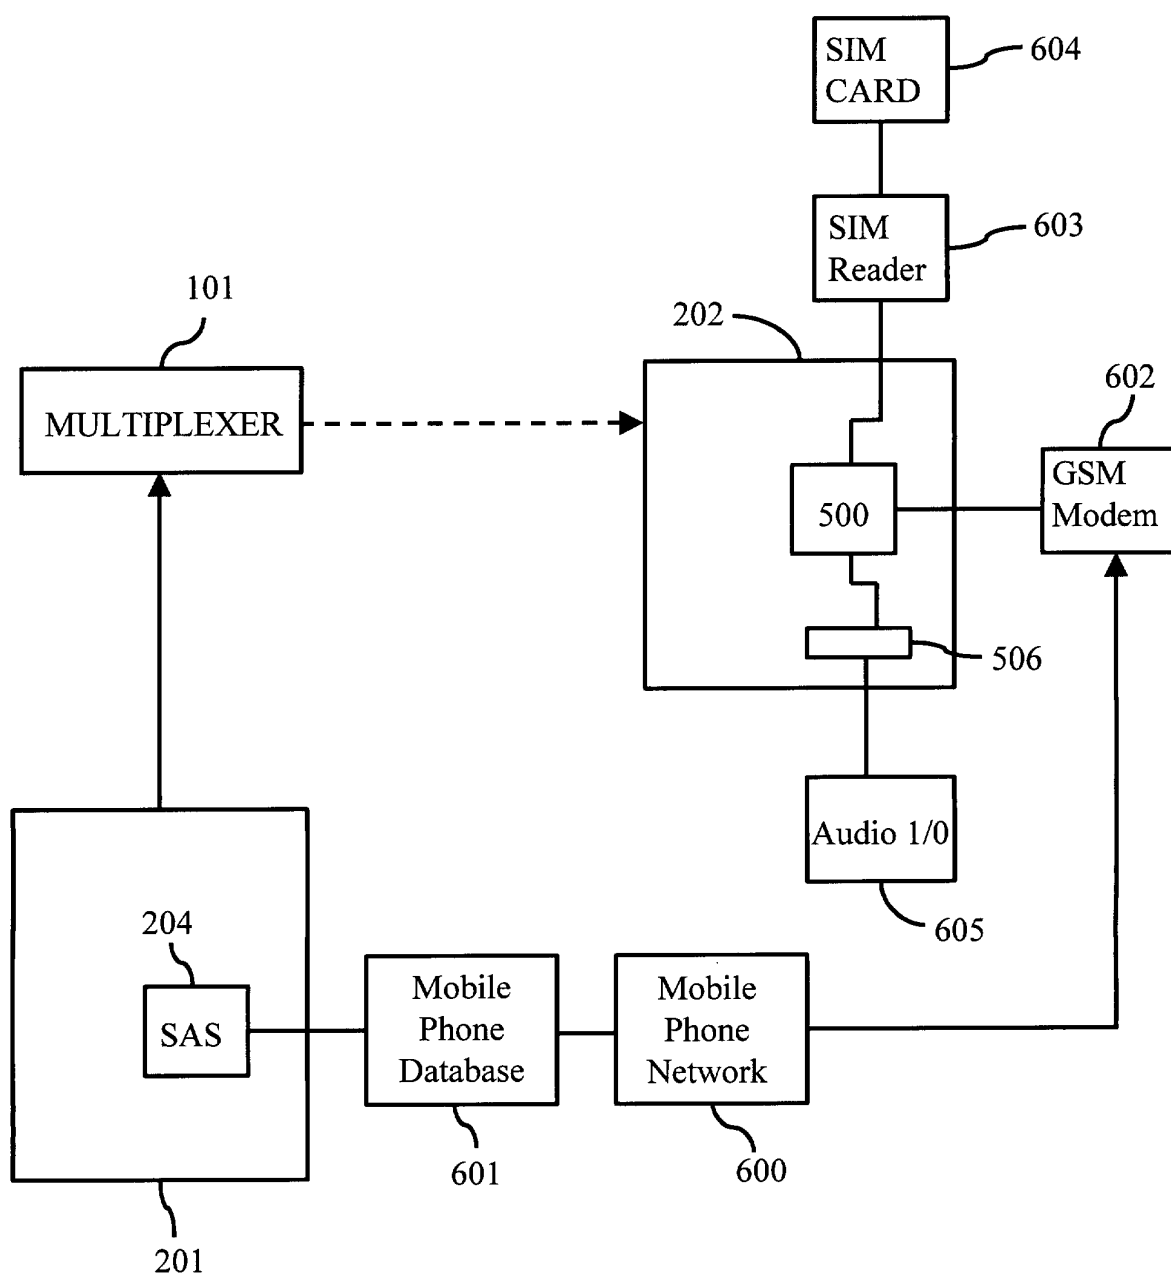 SIM
CARD
604
SIM
Reader
603
101
202
MULTIPLEXER
602
GSM
Modem
500
506
Audio 1/0
605
204
SAS
Mobile
Phone
Database
Mobile
Phone
Network
601
600
201